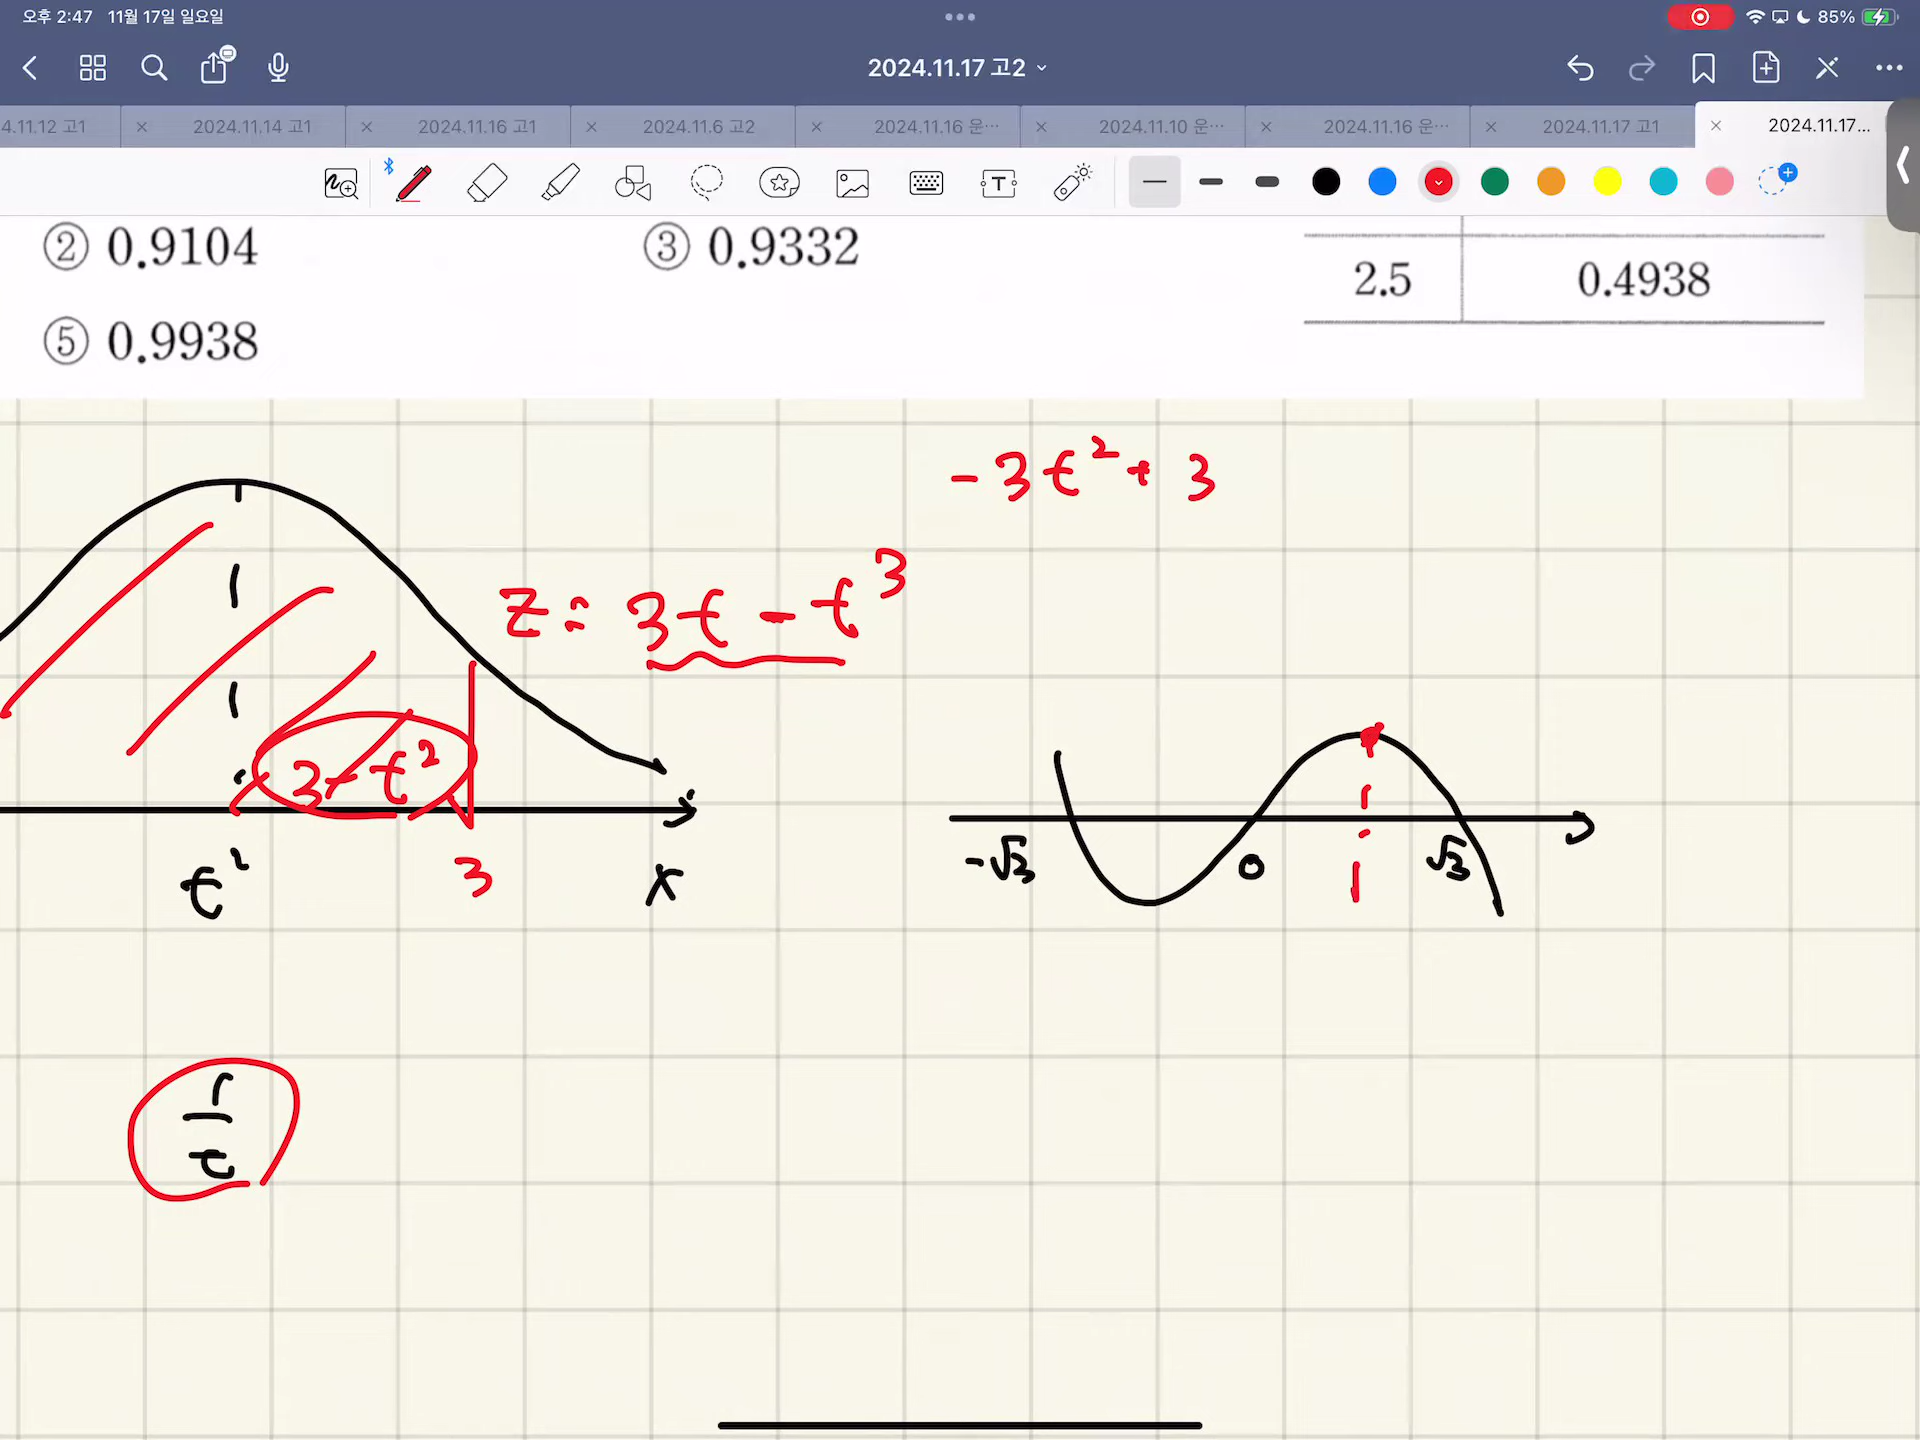 오후 2:47 11월 17일 일요일
85%
2024.11.17 고2
4.11.12 고1
2024.11.14 고1
2024.11.16 고1
2024.11.6 고2
2024.11.16 운…
2024.11.10 운…
2024.11.16 운…
2024.11.17 고1
2024.11.17…
② 0.9104 ③ 0.9332
⑤ 0.9938
2.5 0.4938
-3t² + 3
z = 3t - t³
3-t²
t² 3 x
-√3 0 1 √3
1/t